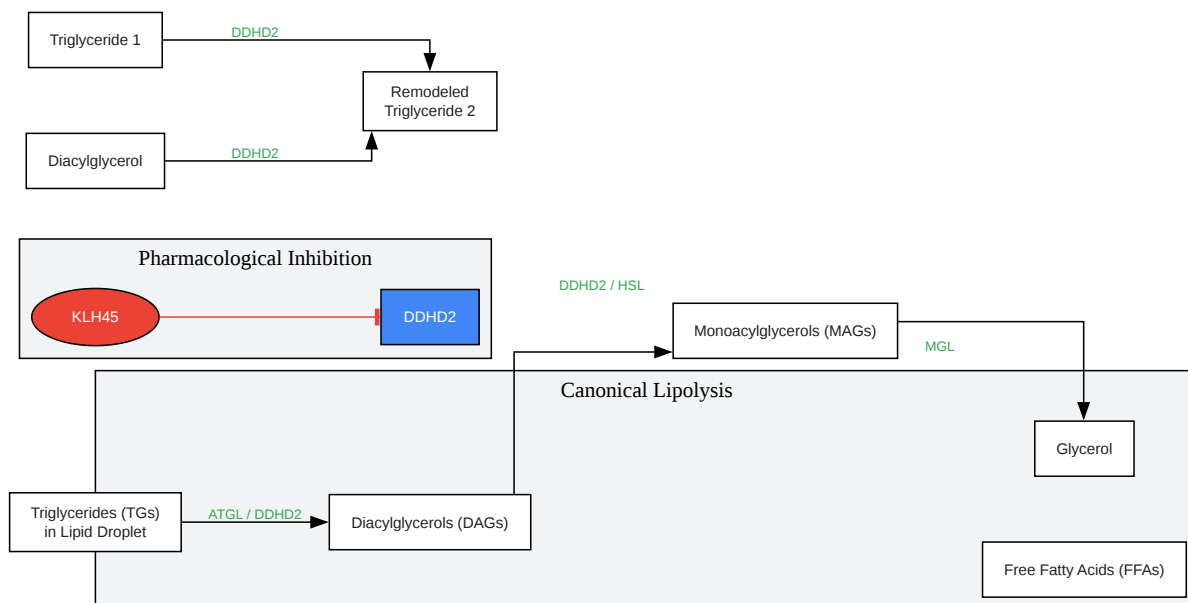 Triglyceride 1
DDHD2
Remodeled
Triglyceride 2
Diacylglycerol
DDHD2
Pharmacological Inhibition
KLH45
DDHD2
DDHD2 / HSL
Monoacylglycerols (MAGs)
MGL
Canonical Lipolysis
Glycerol
Triglycerides (TGs)
in Lipid Droplet
ATGL / DDHD2
Diacylglycerols (DAGs)
Free Fatty Acids (FFAs)